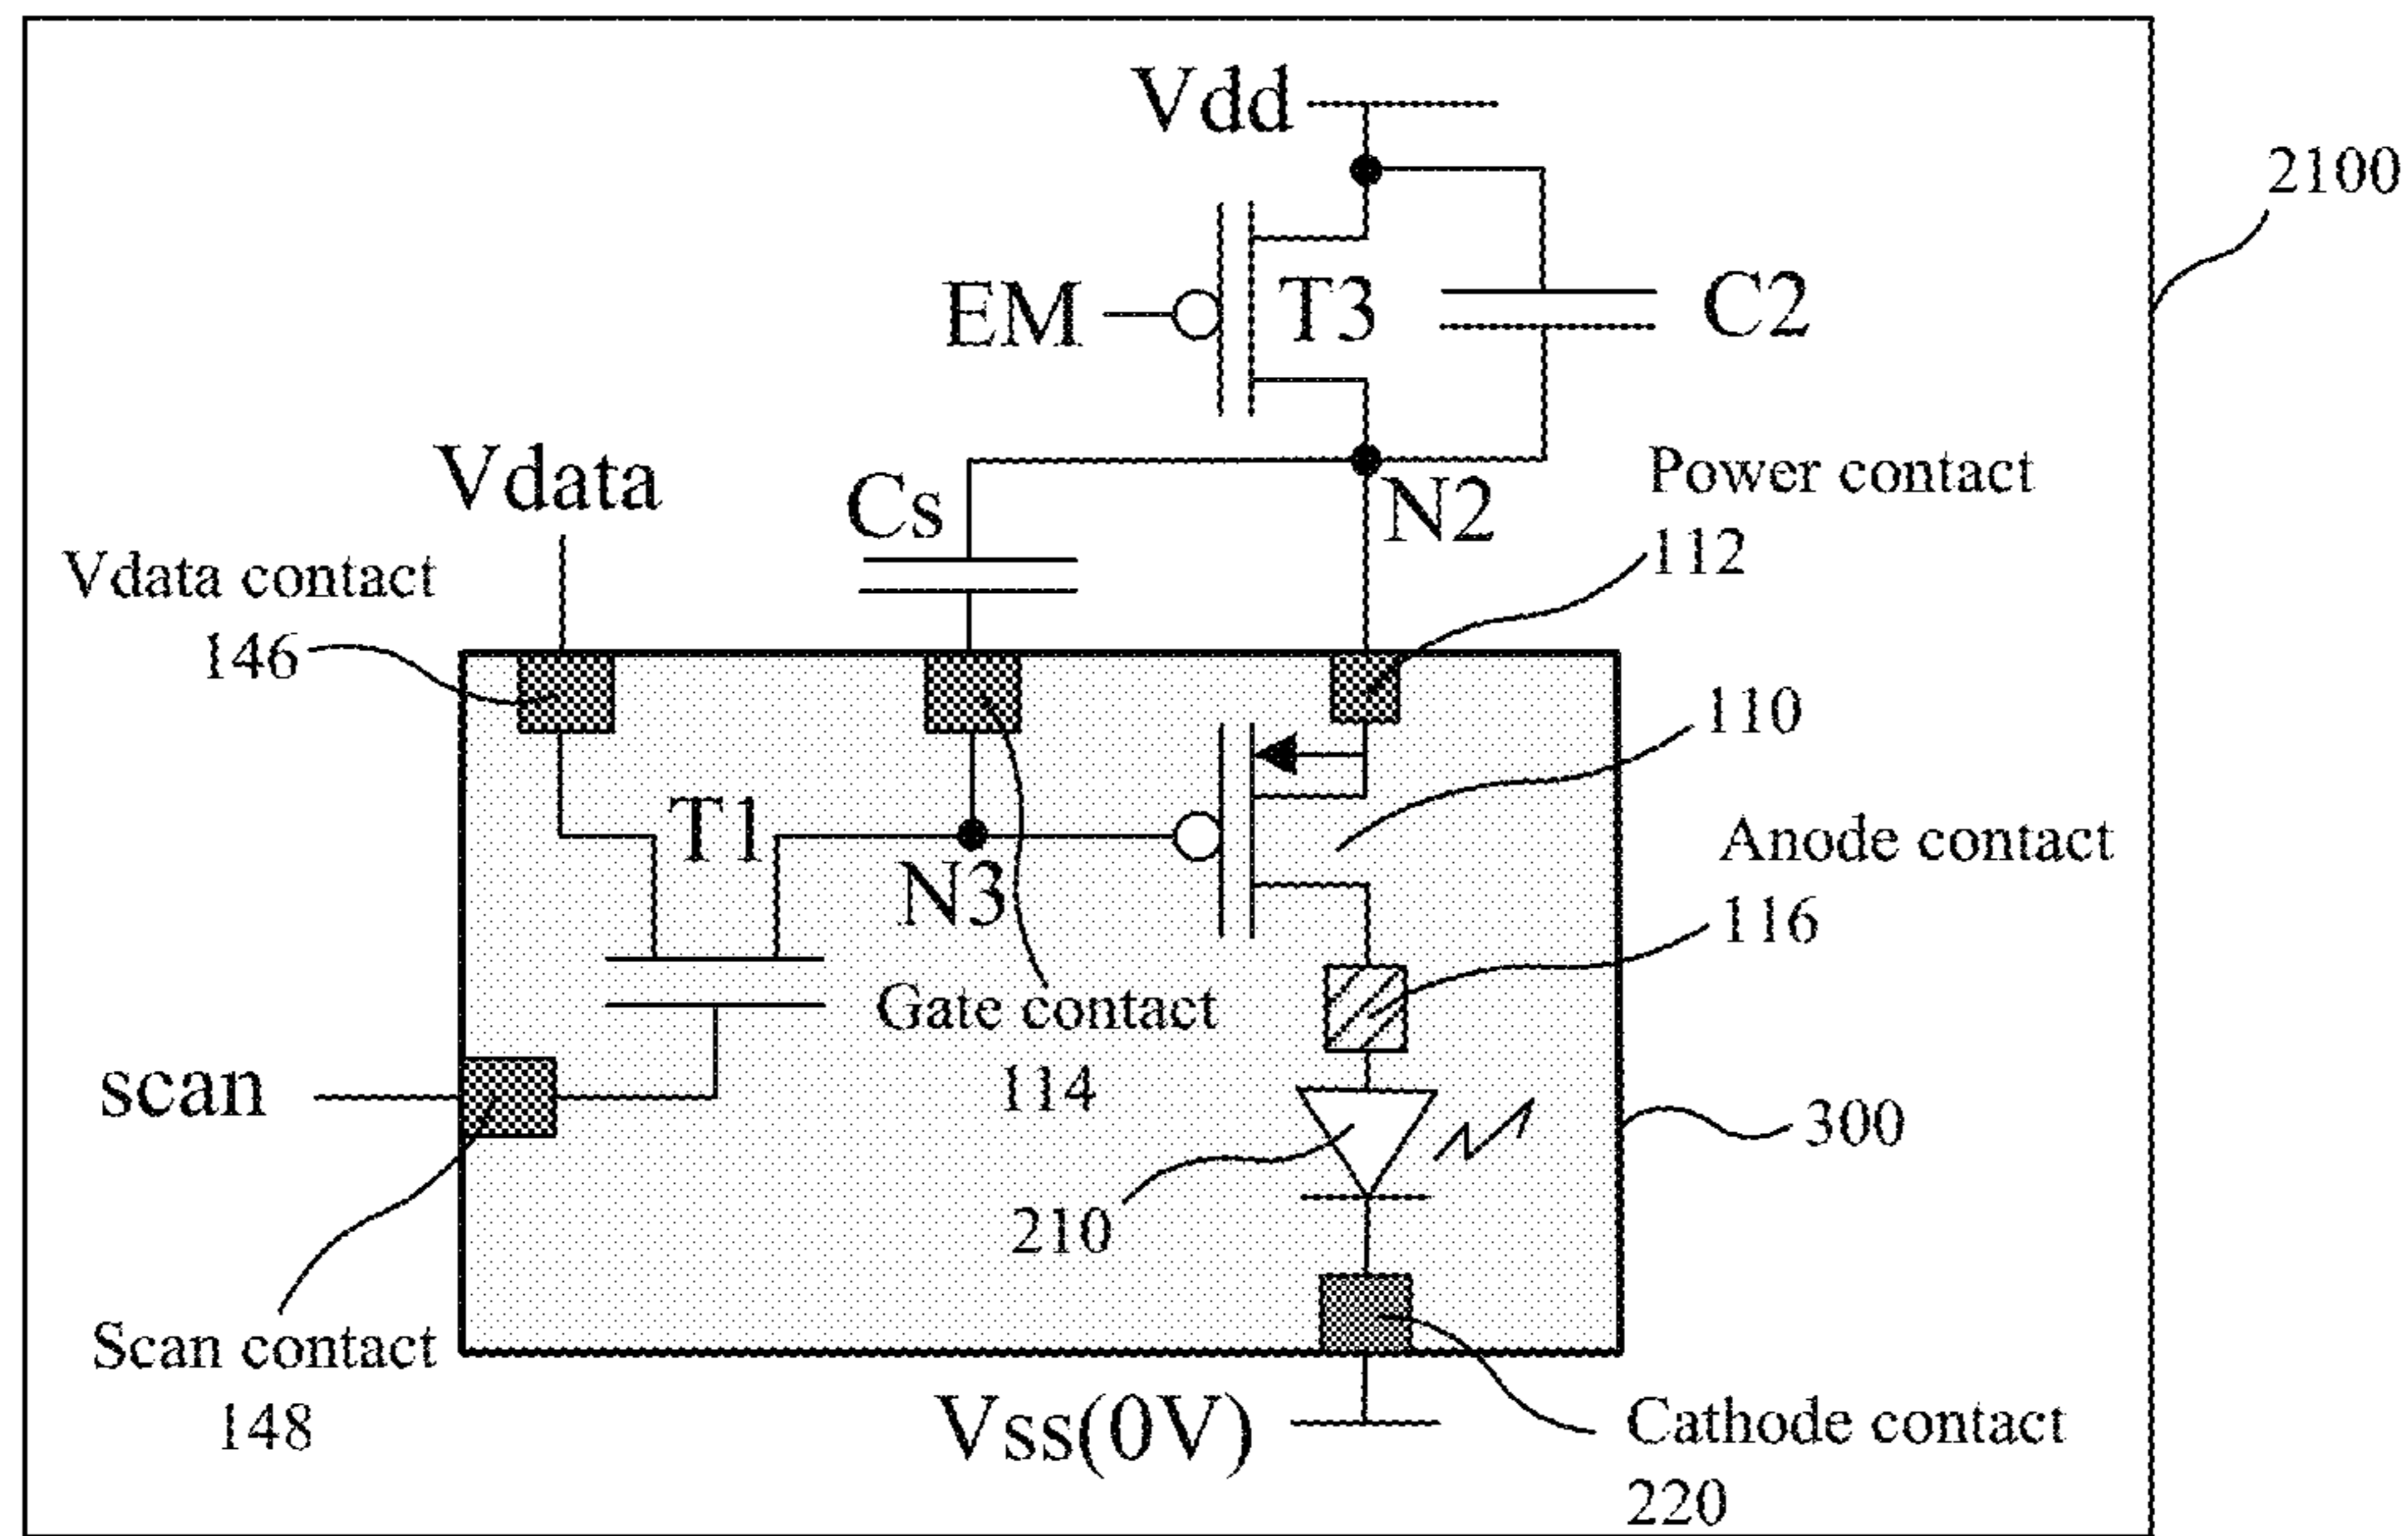 Vdd
2100
EM
T3
C2
Vdata
Cs
N2
Power contact
112
Vdata contact
146
110
T1
N3
Anode contact
116
Gate contact
114
scan
300
210
Scan contact
148
Vss(0V)
Cathode contact
220